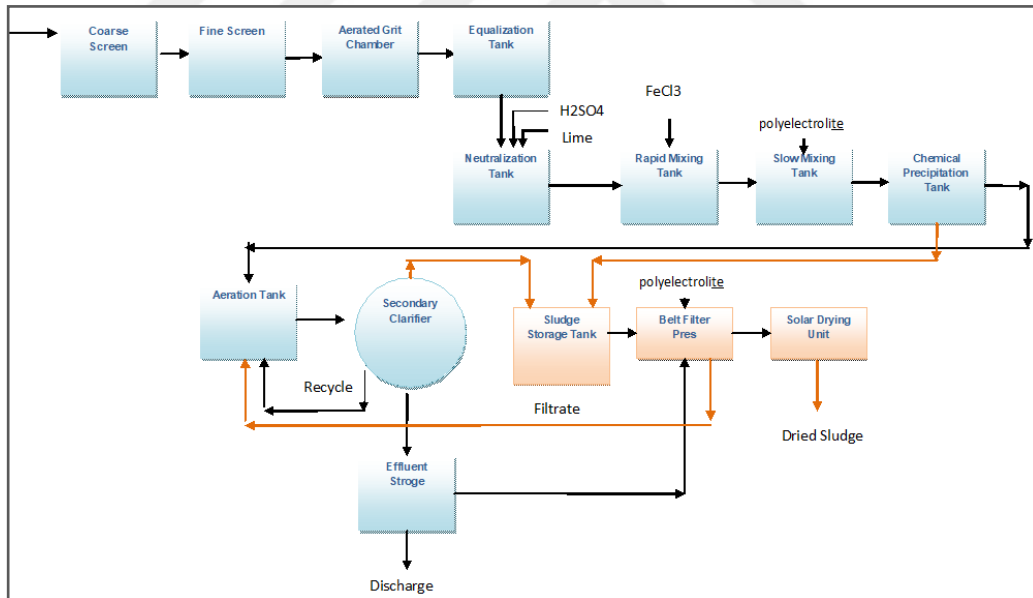 Coarse
Screen
Fine Screen
Aerated Grit
Chamber
Equalization
Tank
H2SO4
Lime
FeCl3
polyelectrolite
Neutralization
Tank
Rapid Mixing
Tank
Slow Mixing
Tank
Chemical
Precipitation
Tank
Aeration Tank
Secondary
Clarifier
Sludge
Storage Tank
polyelectrolite
Belt Filter
Pres
Solar Drying
Unit
Recycle
Filtrate
Dried Sludge
Effluent
Stroge
Discharge